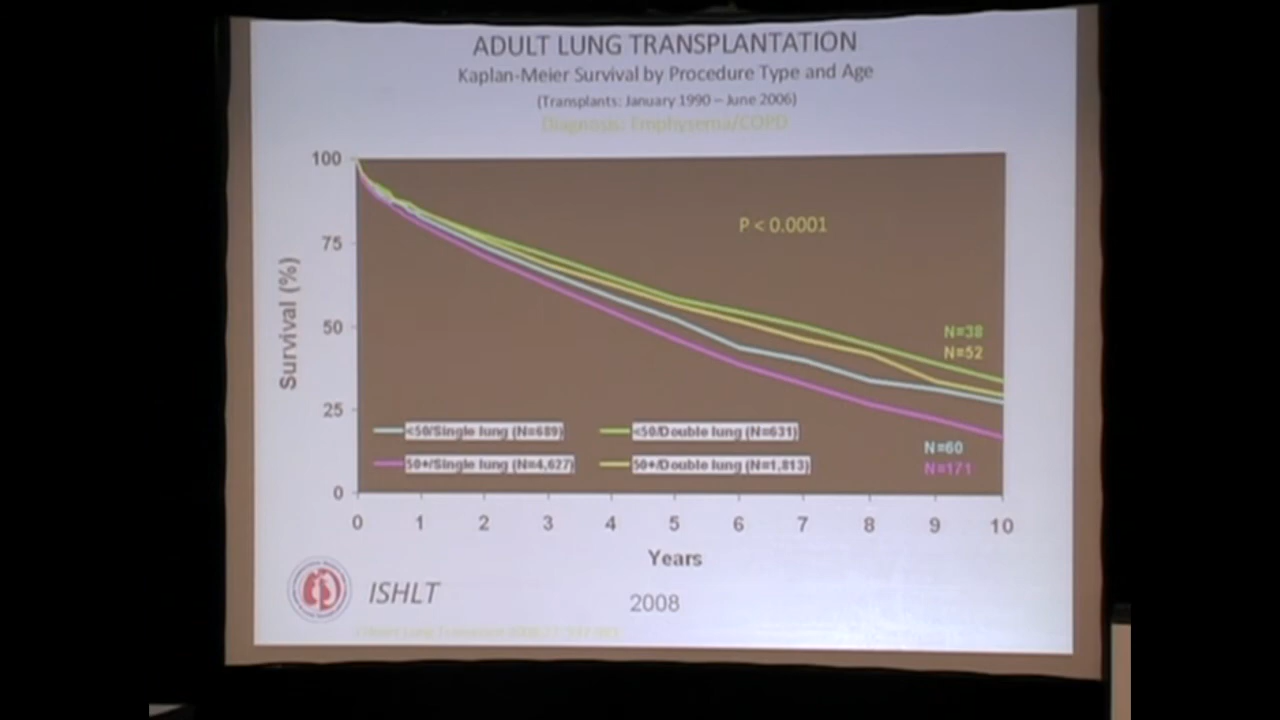 ADULT LUNG TRANSPLANTATION
Kaplan-Meier Survival by Procedure Type and Age
(Transplants: January 1990 – June 2006)
Diagnosis: Emphysema/COPD
100
75
50
25
0
Survival (%)
P < 0.0001
N=38
N=52
<50/Single lung (N=689)
<50/Double lung (N=631)
50+/Single lung (N=4,627)
50+/Double lung (N=1,813)
N=60
N=171
0 1 2 3 4 5 6 7 8 9 10
Years
ISHLT
2008